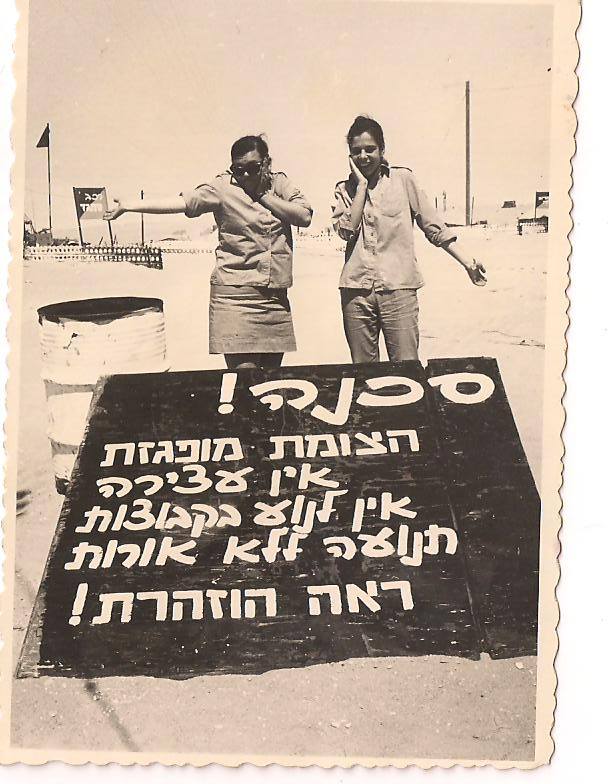 סכנה!
הצומת מופגזת
אין עצירה
אין לנוע בקבוצות
תנועה ללא אורות
ראה הוזהרת!